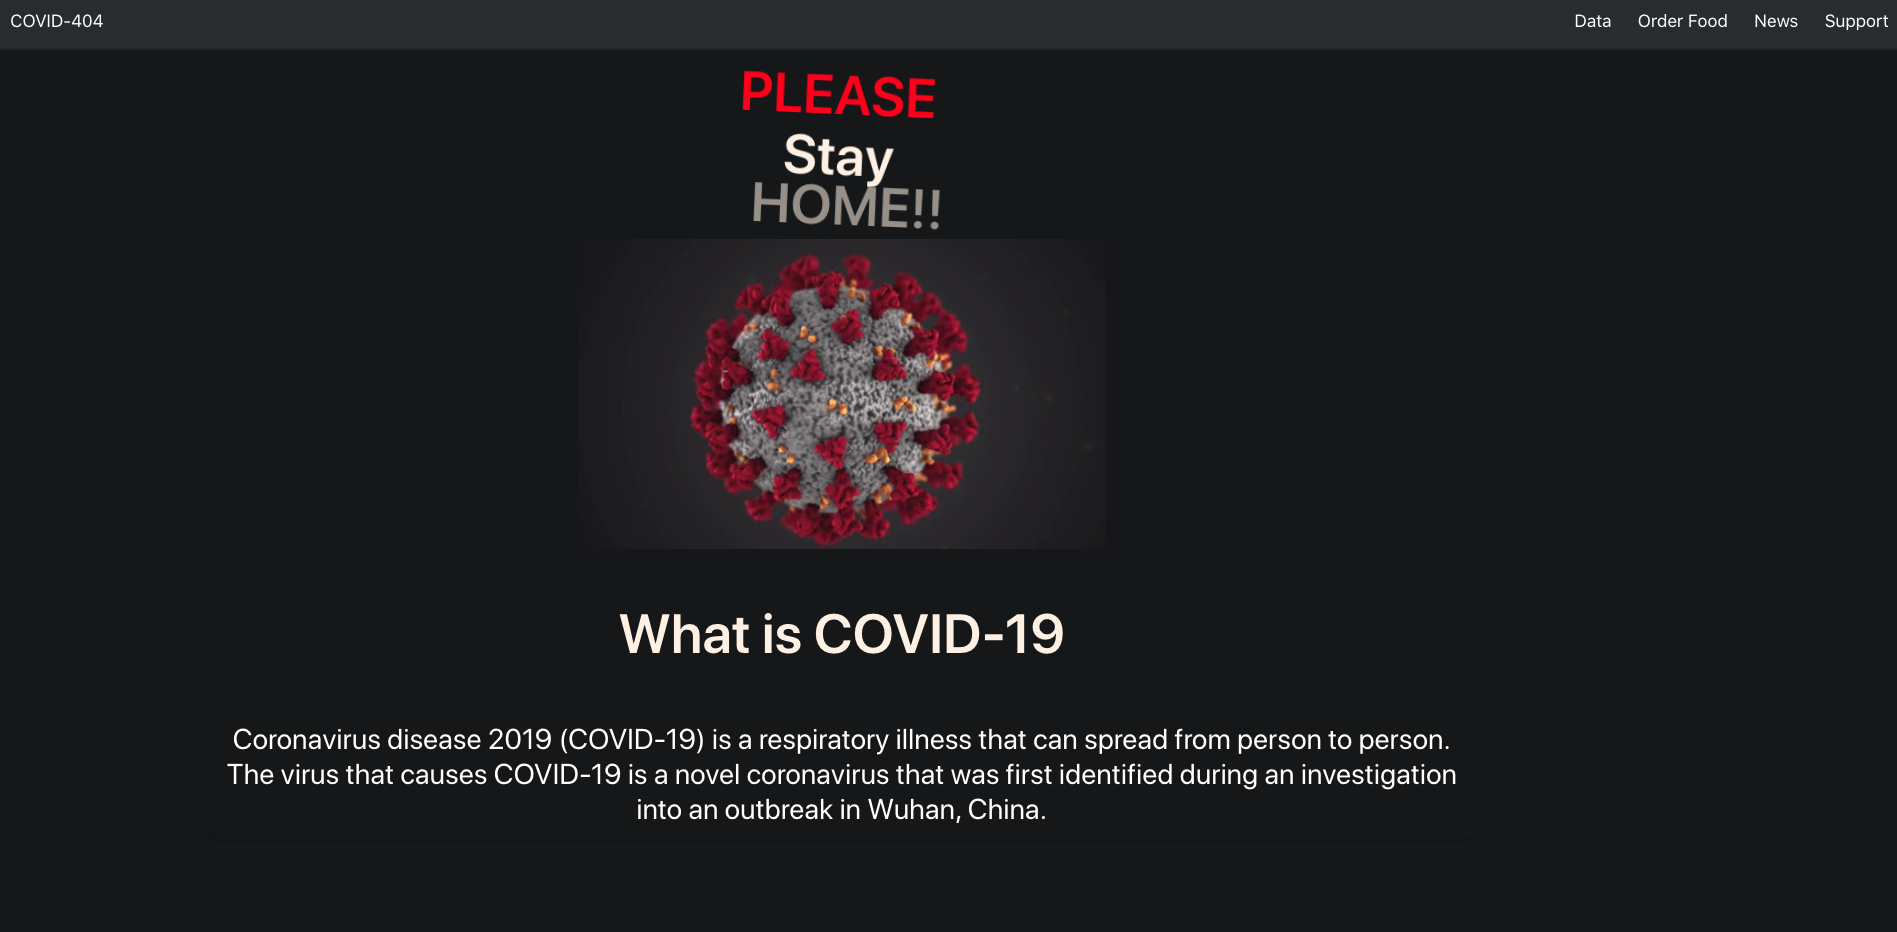 COVID-404
Data Order Food News Support
PLEASE
Stay
HOME!!
What is COVID-19
Coronavirus disease 2019 (COVID-19) is a respiratory illness that can spread from person to person.
The virus that causes COVID-19 is a novel coronavirus that was first identified during an investigation
into an outbreak in Wuhan, China.